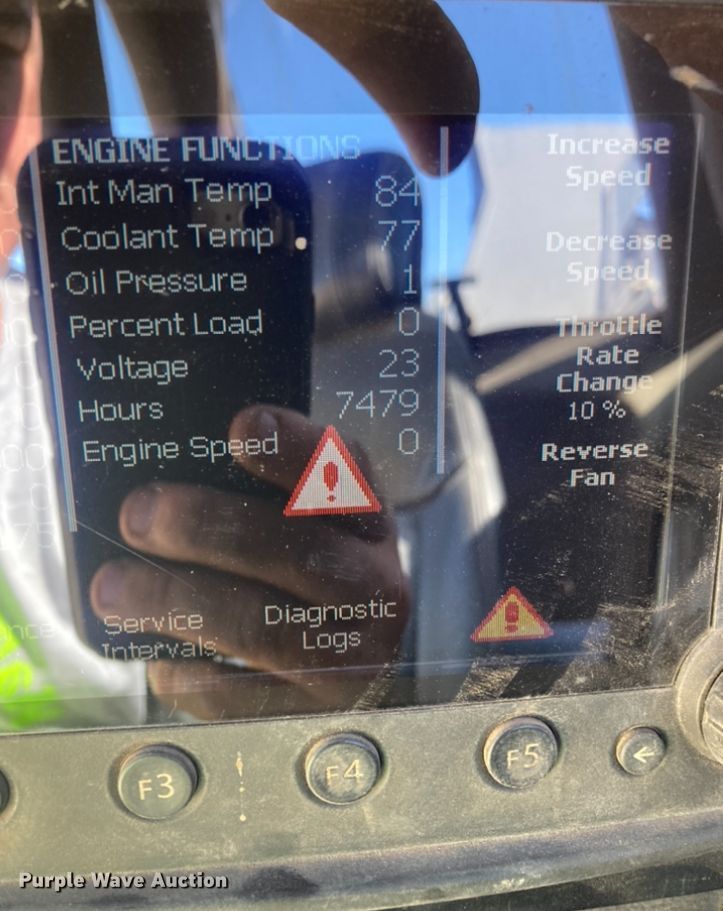 ENGINE FUNCTIONS
Int Man Temp 84
Coolant Temp 77
Oil Pressure 1
Percent Load 0
Voltage 23
Hours 7479
Engine Speed 0
Increase
Speed
Decrease
Speed
Throttle
Rate
Change
10 %
Reverse
Fan
Service
Intervals
Diagnostic
Logs
F3
F4
F5
Purple Wave Auction